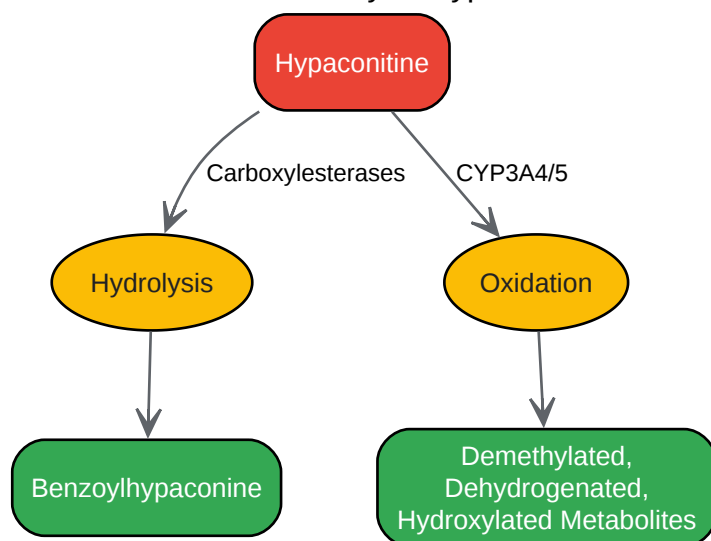 Hypaconitine
Carboxylesterases
CYP3A4/5
Hydrolysis
Oxidation
Benzoylhypaconine
Demethylated,
Dehydrogenated,
Hydroxylated Metabolites